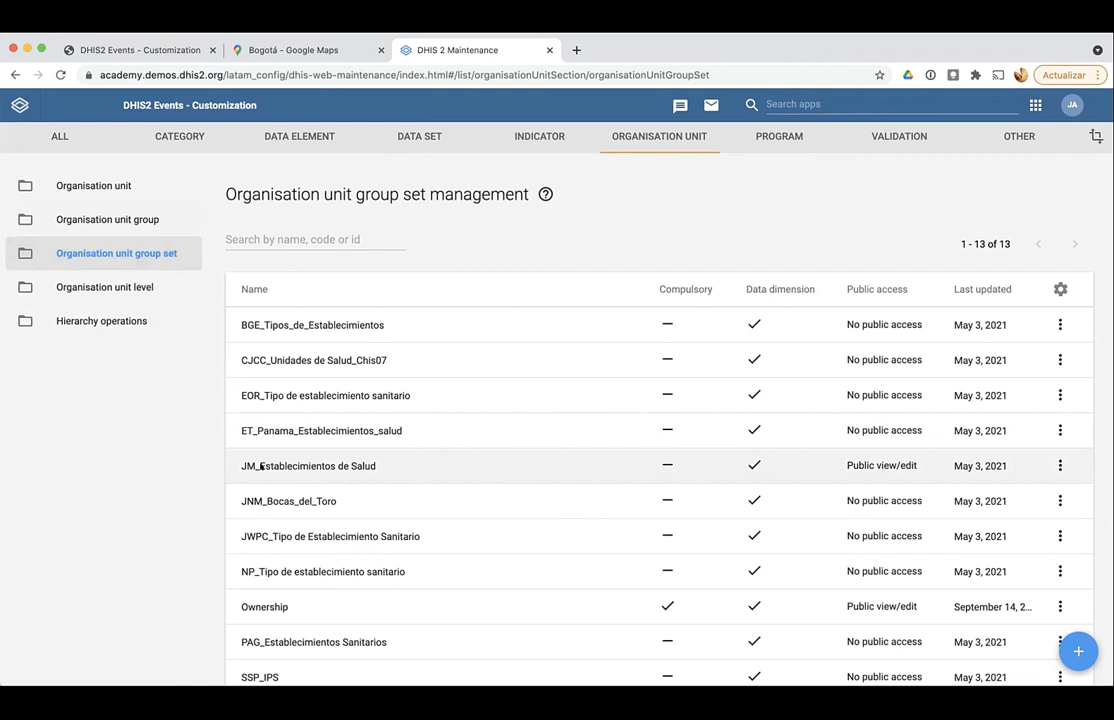 DHIS2 Events - Customization
Bogotá - Google Maps
DHIS 2 Maintenance
academy.demos.dhis2.org/latam_config/dhis-web-maintenance/index.html#/list/organisationUnitSection/organisationUnitGroupSet
Actualizar
DHIS2 Events - Customization
Search apps
JA
ALL
CATEGORY
DATA ELEMENT
DATA SET
INDICATOR
ORGANISATION UNIT
PROGRAM
VALIDATION
OTHER
Organisation unit
Organisation unit group
Organisation unit group set
Organisation unit level
Hierarchy operations
Organisation unit group set management
Search by name, code or id
1 - 13 of 13
Name Compulsory Data dimension Public access Last updated
BGE_Tipos_de_Establecimientos No public access May 3, 2021
CJCC_Unidades de Salud_Chis07 No public access May 3, 2021
EOR_Tipo de establecimiento sanitario No public access May 3, 2021
ET_Panama_Establecimientos_salud No public access May 3, 2021
JM_Establecimientos de Salud Public view/edit May 3, 2021
JNM_Bocas_del_Toro No public access May 3, 2021
JWPC_Tipo de Establecimiento Sanitario No public access May 3, 2021
NP_Tipo de establecimiento sanitario No public access May 3, 2021
Ownership Public view/edit September 14, 2...
PAG_Establecimientos Sanitarios No public access May 3, 2021
SSP_IPS No public access May 3, 2021